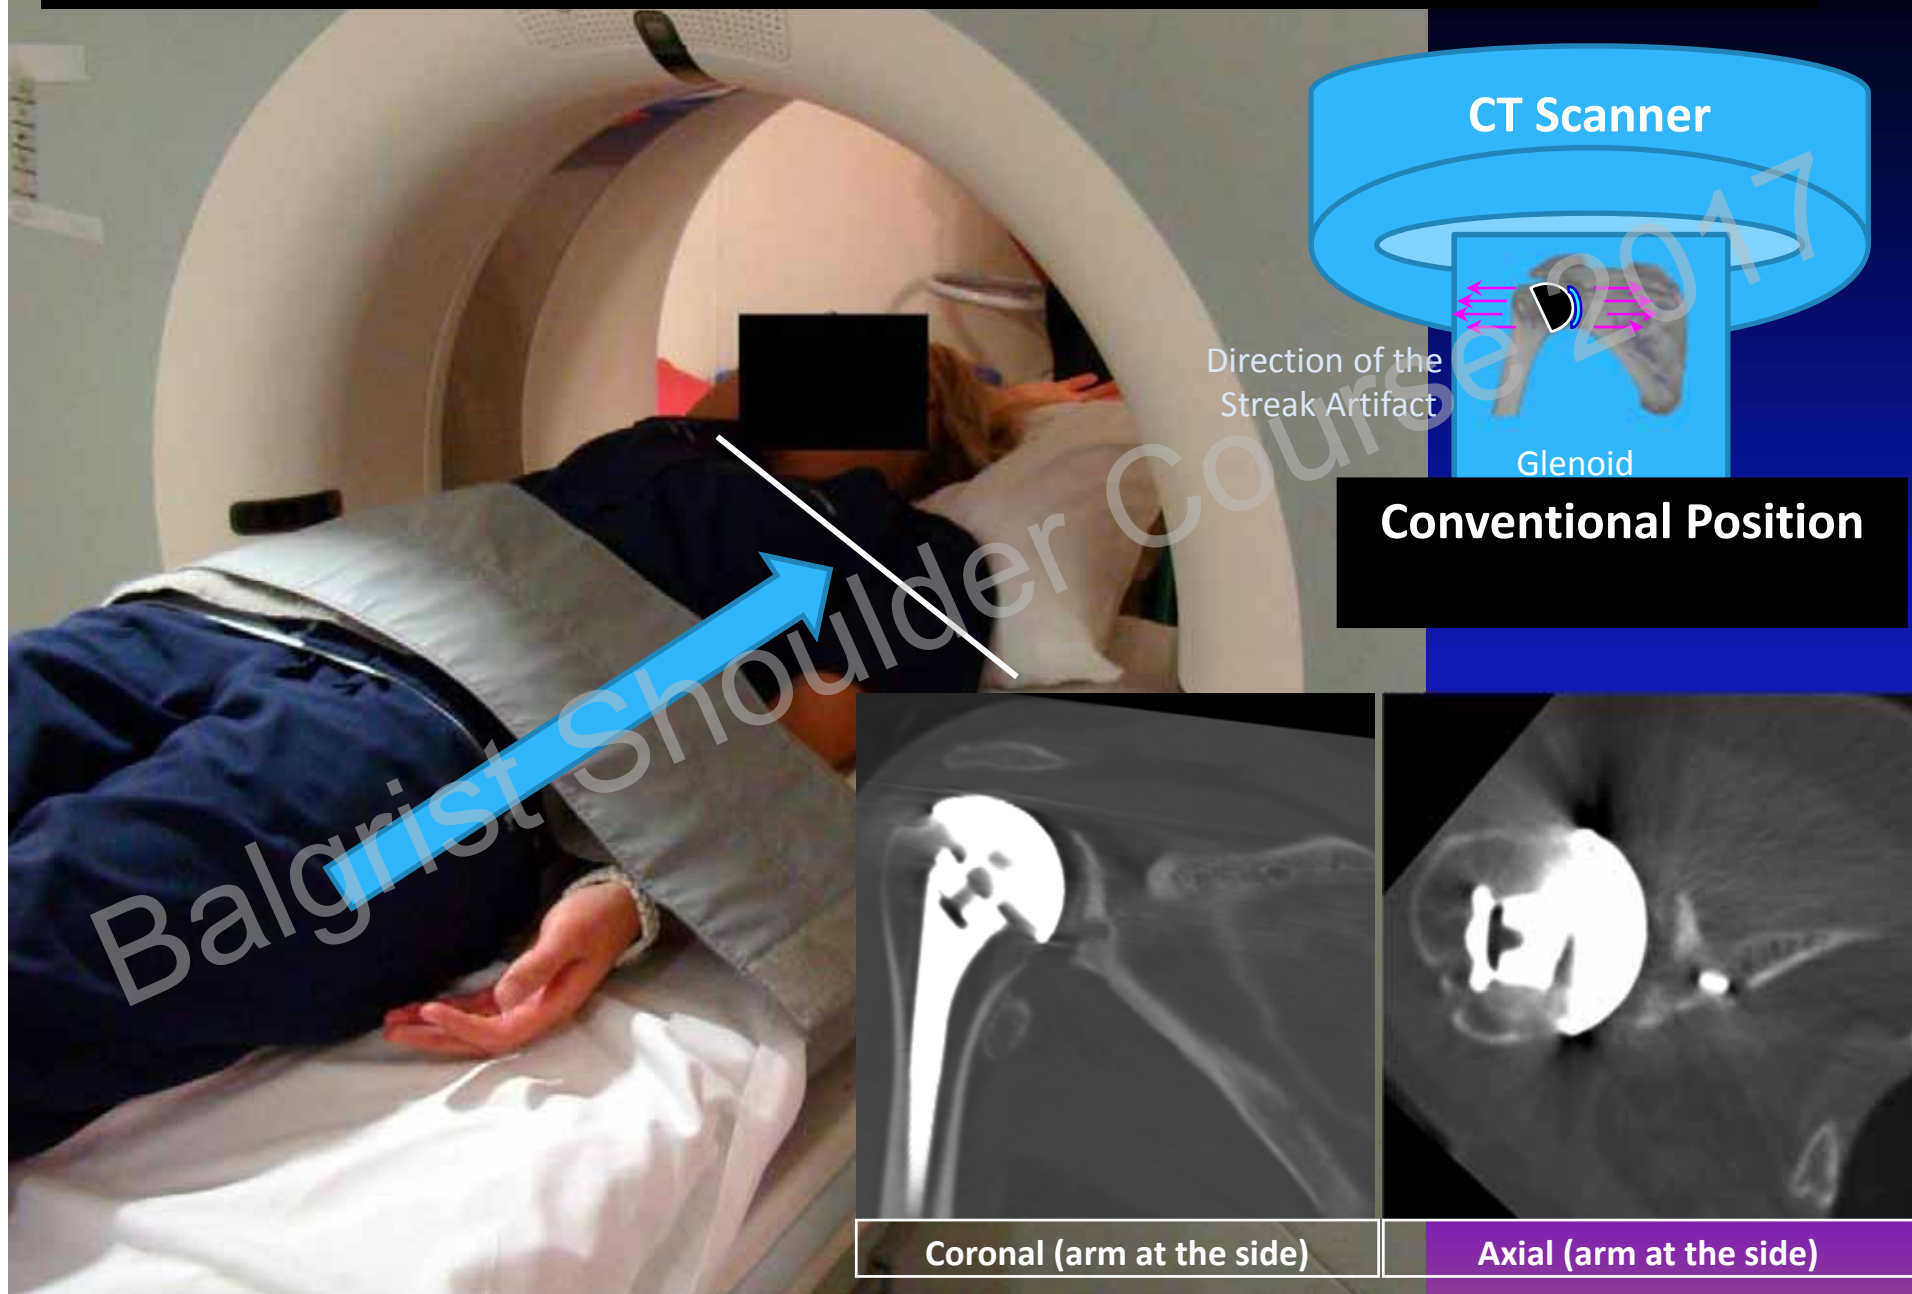 CT Scanner
Direction of the
Streak Artifact
Glenoid
Conventional Position
Coronal (arm at the side)
Axial (arm at the side)
Balgrist Shoulder Course 2017